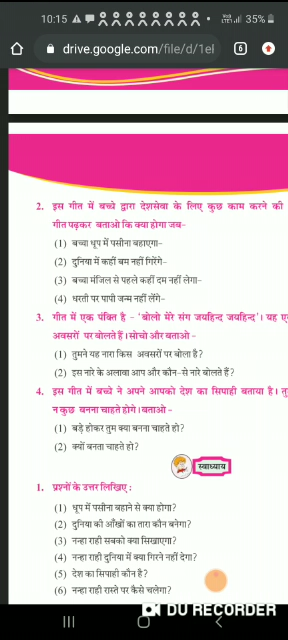 10:15
35%
drive.google.com/file/d/1el
6
2. इस गीत में बच्चे द्वारा देशसेवा के लिए कुछ काम करने की
गीत पढ़कर बताओ कि क्या होगा जब-
(1) बच्चा धूप में पसीना बहाएगा-
(2) दुनिया में कहीं बम नहीं गिरेंगे-
(3) बच्चा मंजिल से पहले कहीं दम नहीं लेगा-
(4) धरती पर पापी जन्म नहीं लेंगे-
3. गीत में एक पंक्ति है - 'बोलो मेरे संग जयहिन्द जयहिन्द'। यह ए
अवसरों पर बोलते हैं। सोचो और बताओ -
(1) तुमने यह नारा किस अवसरों पर बोला है?
(2) इस नारे के अलावा आप और कौन-से नारे बोलते हैं?
4. इस गीत में बच्चे ने अपने आपको देश का सिपाही बताया है। तु
न कुछ बनना चाहते होगे। बताओ -
(1) बड़े होकर तुम क्या बनना चाहते हो?
(2) क्यों बनता चाहते हो?
स्वाध्याय
1. प्रश्नों के उत्तर लिखिए :
(1) धूप में पसीना बहाने से क्या होगा?
(2) दुनिया की आँखों का तारा कौन बनेगा?
(3) नन्हा राही सबको क्या सिखाएगा?
(4) नन्हा राही दुनिया में क्या गिरने नहीं देगा?
(5) देश का सिपाही कौन है?
(6) नन्हा राही रास्ते पर कैसे चलेगा?
DU RECORDER